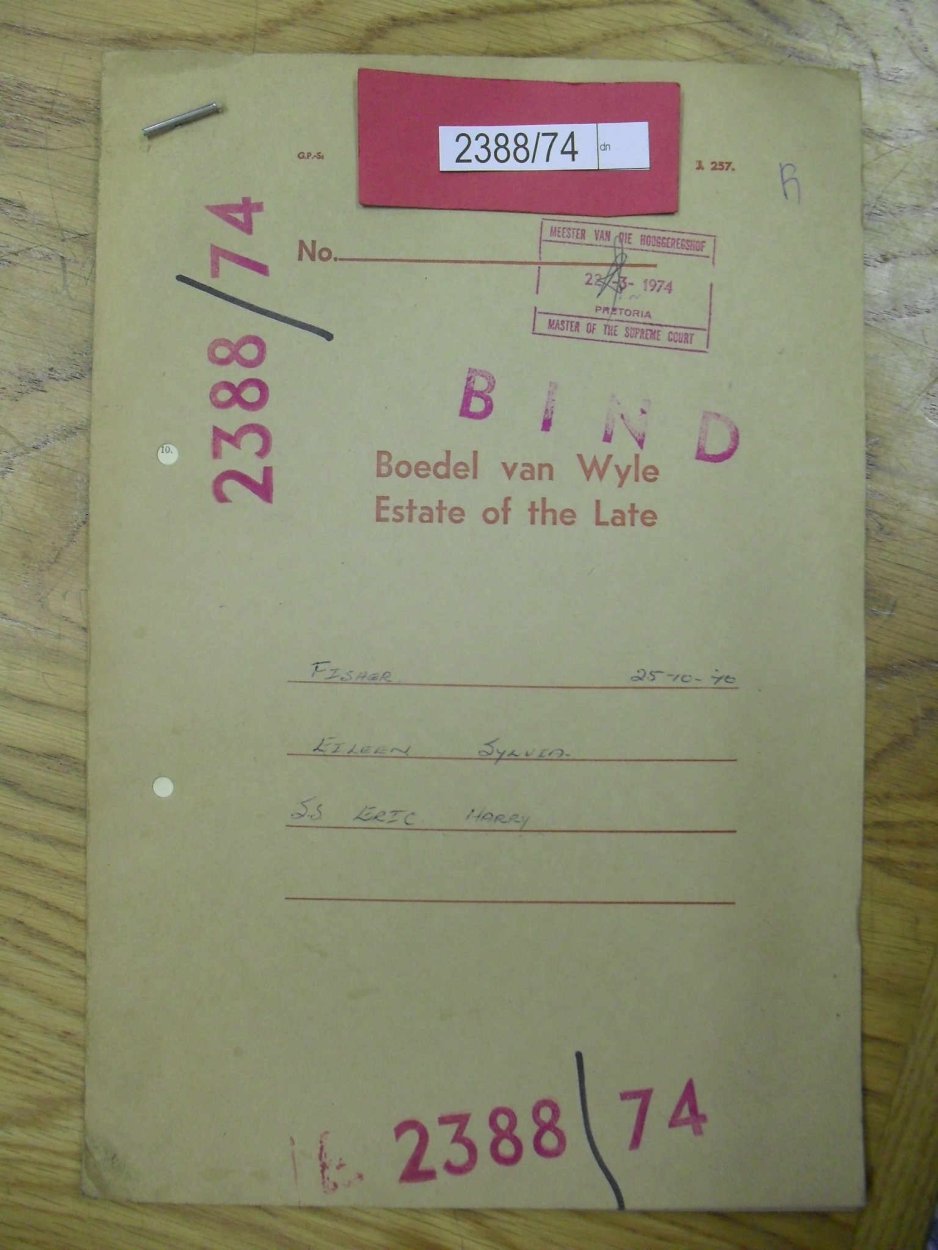 2388/74 dn
G.P.-S.
J. 257.
2388/74
No.
MEESTER VAN DIE HOOGGEREGSHOF
-3- 1974
PRETORIA
MASTER OF THE SUPREME COURT
BIND
Boedel van Wyle
Estate of the Late
10.
FISHER 25-10-
EILEEN SYLVIA
S.S ERIC HARRY
2388/74